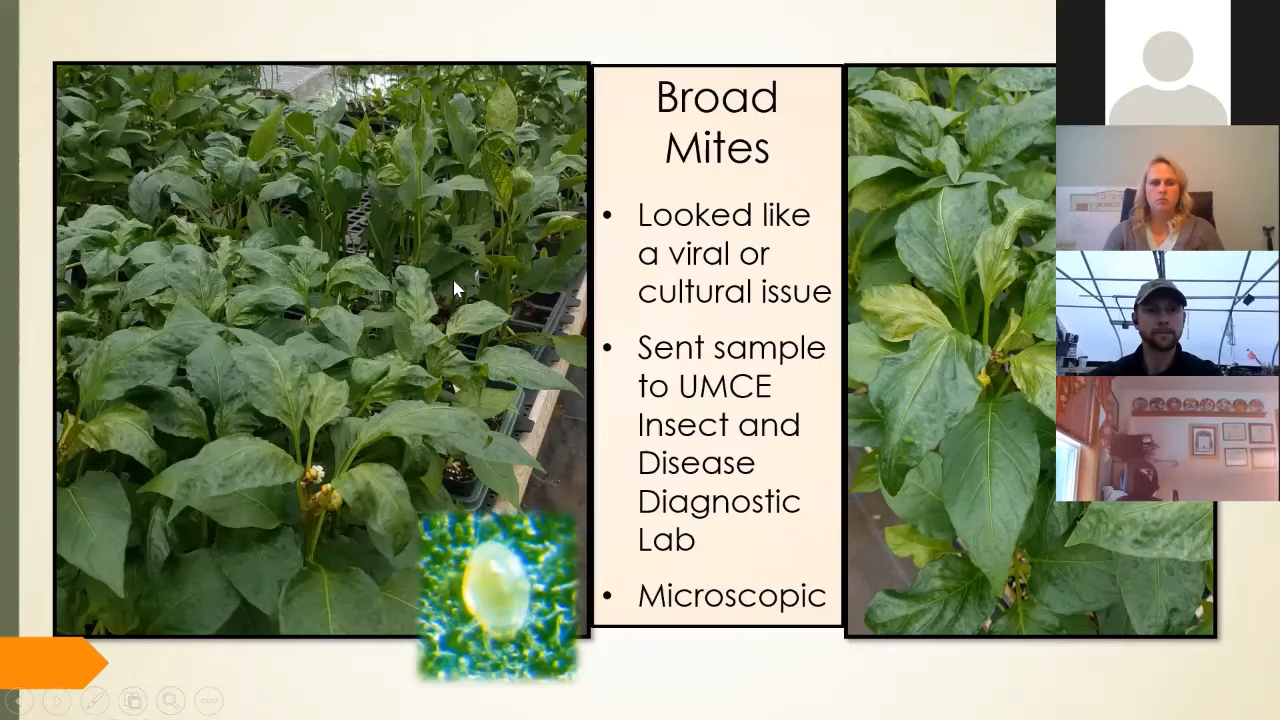 Broad
Mites
• Looked like
a viral or
cultural issue
• Sent sample
to UMCE
Insect and
Disease
Diagnostic
Lab
• Microscopic